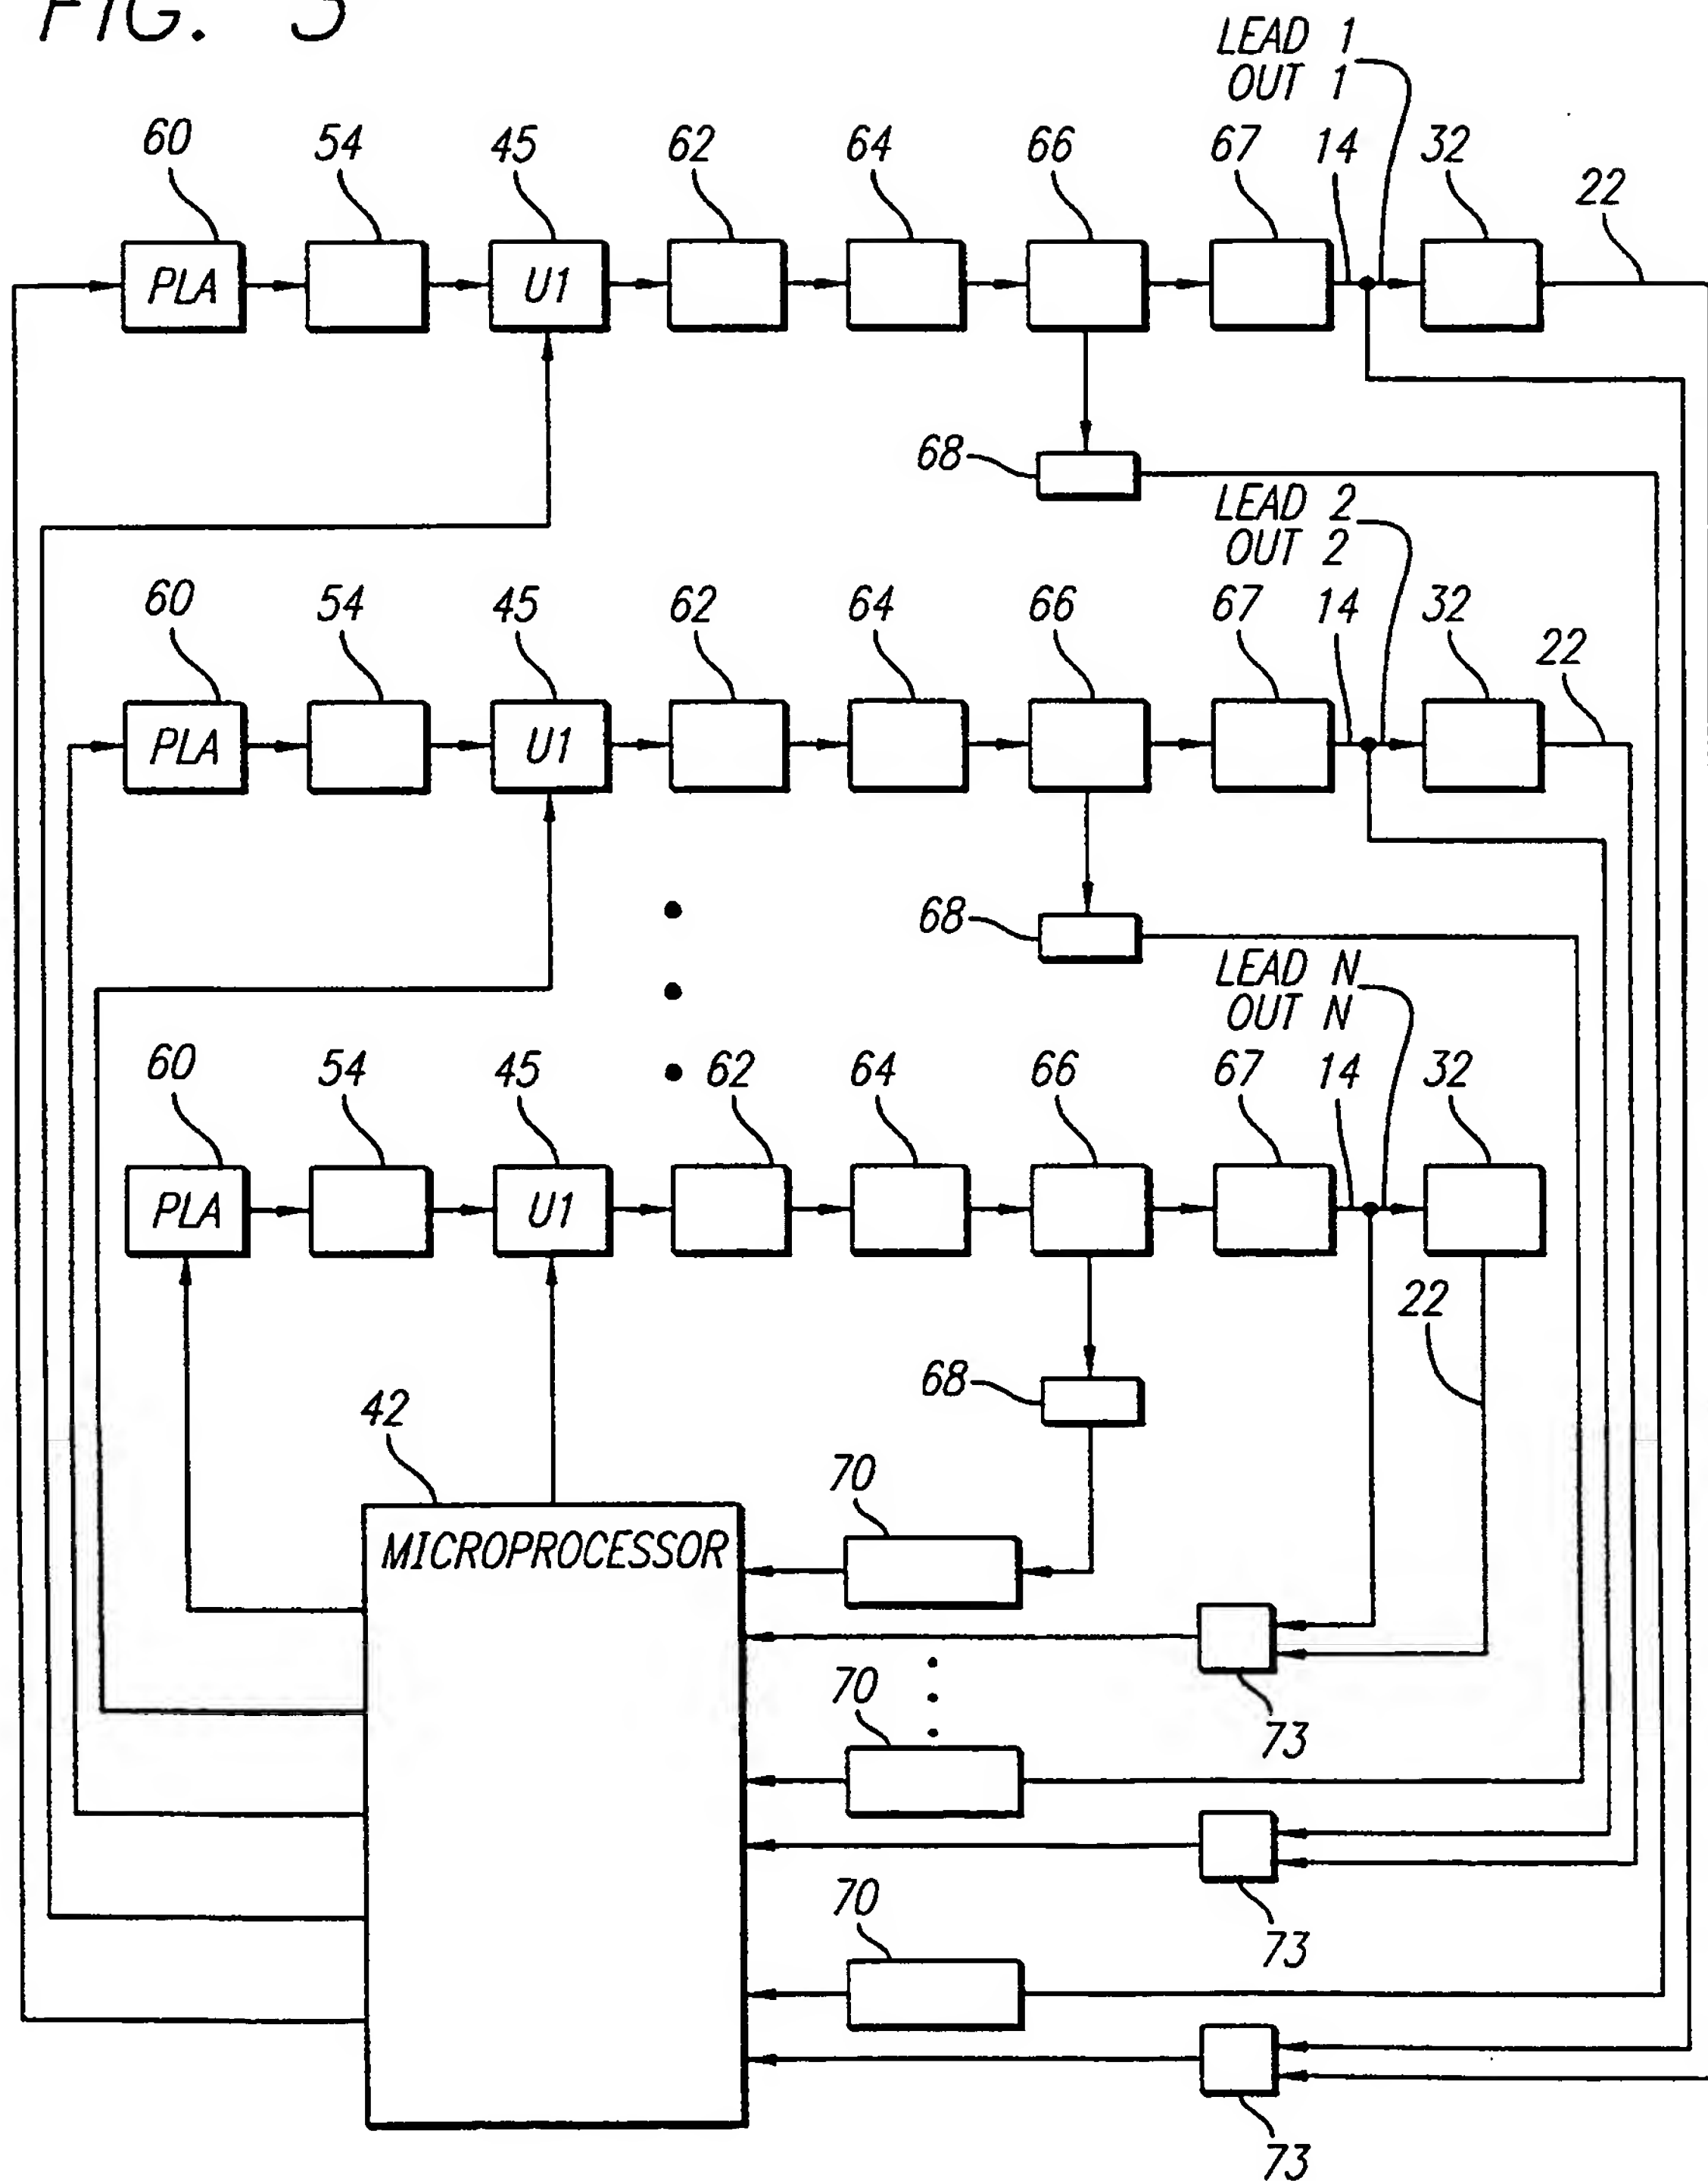 FIG. 3
LEAD 1
OUT 1
60 54 45 62 64 66 67 14 32 22
PLA U1
68
LEAD 2
OUT 2
60 54 45 62 64 66 67 14 32 22
PLA U1
68
LEAD N
OUT N
60 54 45 62 64 66 67 14 32
PLA U1
22
68
42
70
MICROPROCESSOR
70
73
70
73
73